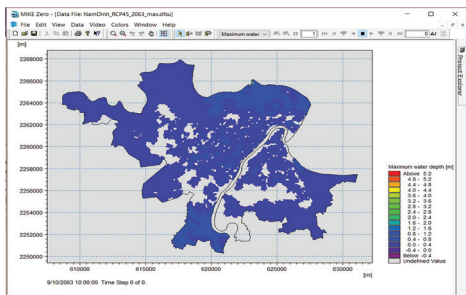 MIKE Zero - [Data File: NamDinh_RCP45_2063_max.dfsu]
File Edit View Data Video Colors Window Help
Maximum water
1
0
Project Explorer
[m]
2268000
2266000
2264000
2262000
2260000
2258000
2256000
2254000
2252000
2250000
610000 615000 620000 625000 630000
[m]
9/10/2003 10:00:00 Time Step 0 of 0
Maximum water depth [m]
Above 5.2
4.8 - 5.2
4.4 - 4.8
4.0 - 4.4
3.6 - 4.0
3.2 - 3.6
2.8 - 3.2
2.4 - 2.8
2.0 - 2.4
1.6 - 2.0
1.2 - 1.6
0.8 - 1.2
0.4 - 0.8
0.0 - 0.4
-0.4 - 0.0
Below -0.4
Undefined Value